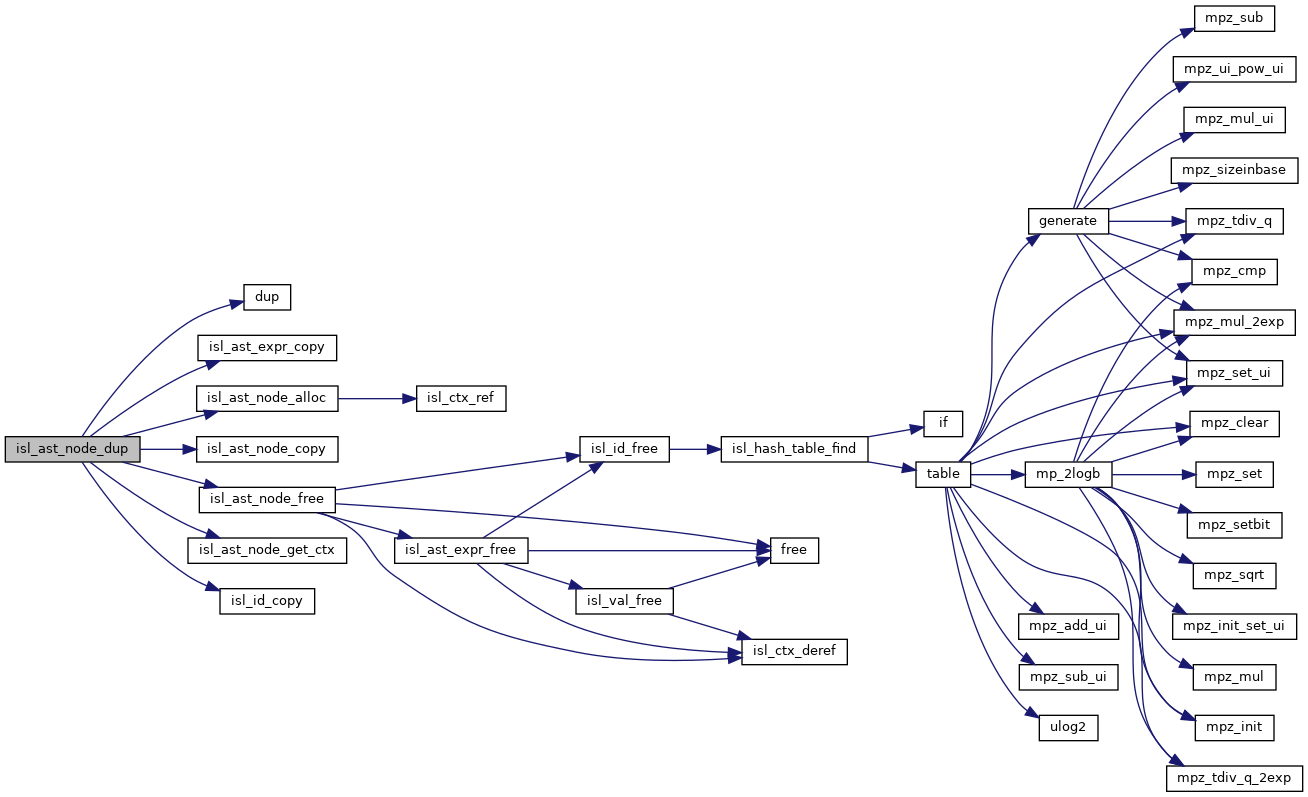 isl_ast_node_dup
dup
isl_ast_expr_copy
isl_ast_node_alloc
isl_ast_node_copy
isl_ast_node_free
isl_ast_node_get_ctx
isl_id_copy
isl_ctx_ref
isl_ast_expr_free
isl_id_free
isl_val_free
isl_hash_table_find
free
isl_ctx_deref
if
table
generate
mp_2logb
mpz_add_ui
mpz_sub_ui
ulog2
mpz_sub
mpz_ui_pow_ui
mpz_mul_ui
mpz_sizeinbase
mpz_tdiv_q
mpz_cmp
mpz_mul_2exp
mpz_set_ui
mpz_clear
mpz_set
mpz_setbit
mpz_sqrt
mpz_init_set_ui
mpz_mul
mpz_init
mpz_tdiv_q_2exp